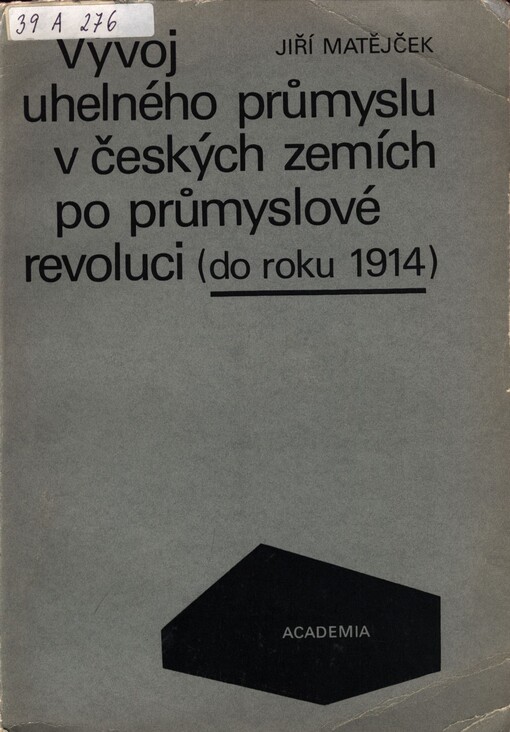 39 A 276
JIŘÍ MATĚJČEK
Vývoj
uhelného průmyslu
v českých zemích
po průmyslové
revoluci (do roku 1914)
ACADEMIA